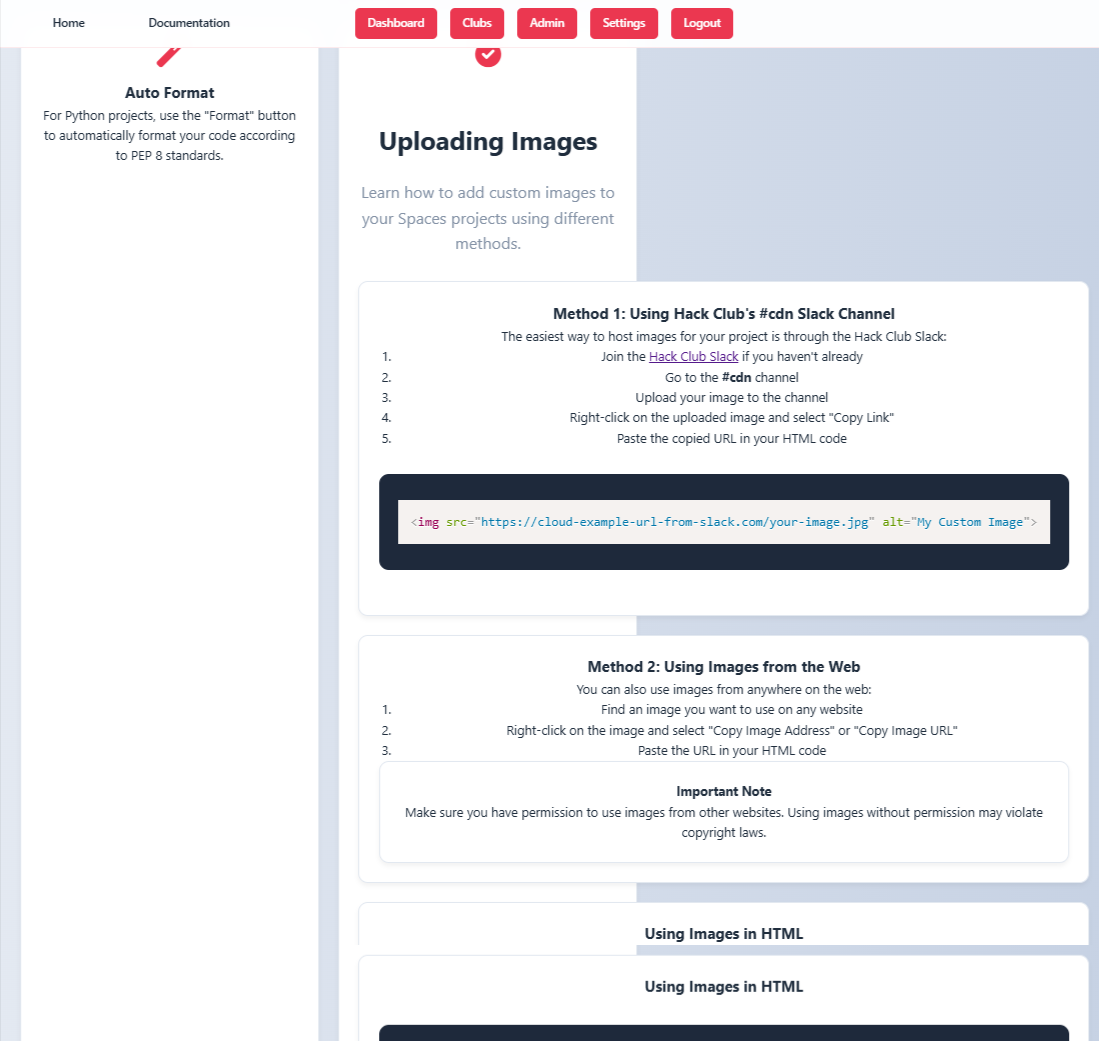 Home Documentation Dashboard Clubs Admin Settings Logout
Auto Format
For Python projects, use the "Format" button
to automatically format your code according
to PEP 8 standards.
Uploading Images
Learn how to add custom images to
your Spaces projects using different
methods.
Method 1: Using Hack Club's #cdn Slack Channel
The easiest way to host images for your project is through the Hack Club Slack:
1. Join the Hack Club Slack if you haven't already
2. Go to the #cdn channel
3. Upload your image to the channel
4. Right-click on the uploaded image and select "Copy Link"
5. Paste the copied URL in your HTML code
<img src="https://cloud-example-url-from-slack.com/your-image.jpg" alt="My Custom Image">
Method 2: Using Images from the Web
You can also use images from anywhere on the web:
1. Find an image you want to use on any website
2. Right-click on the image and select "Copy Image Address" or "Copy Image URL"
3. Paste the URL in your HTML code
Important Note
Make sure you have permission to use images from other websites. Using images without permission may violate
copyright laws.
Using Images in HTML
Using Images in HTML